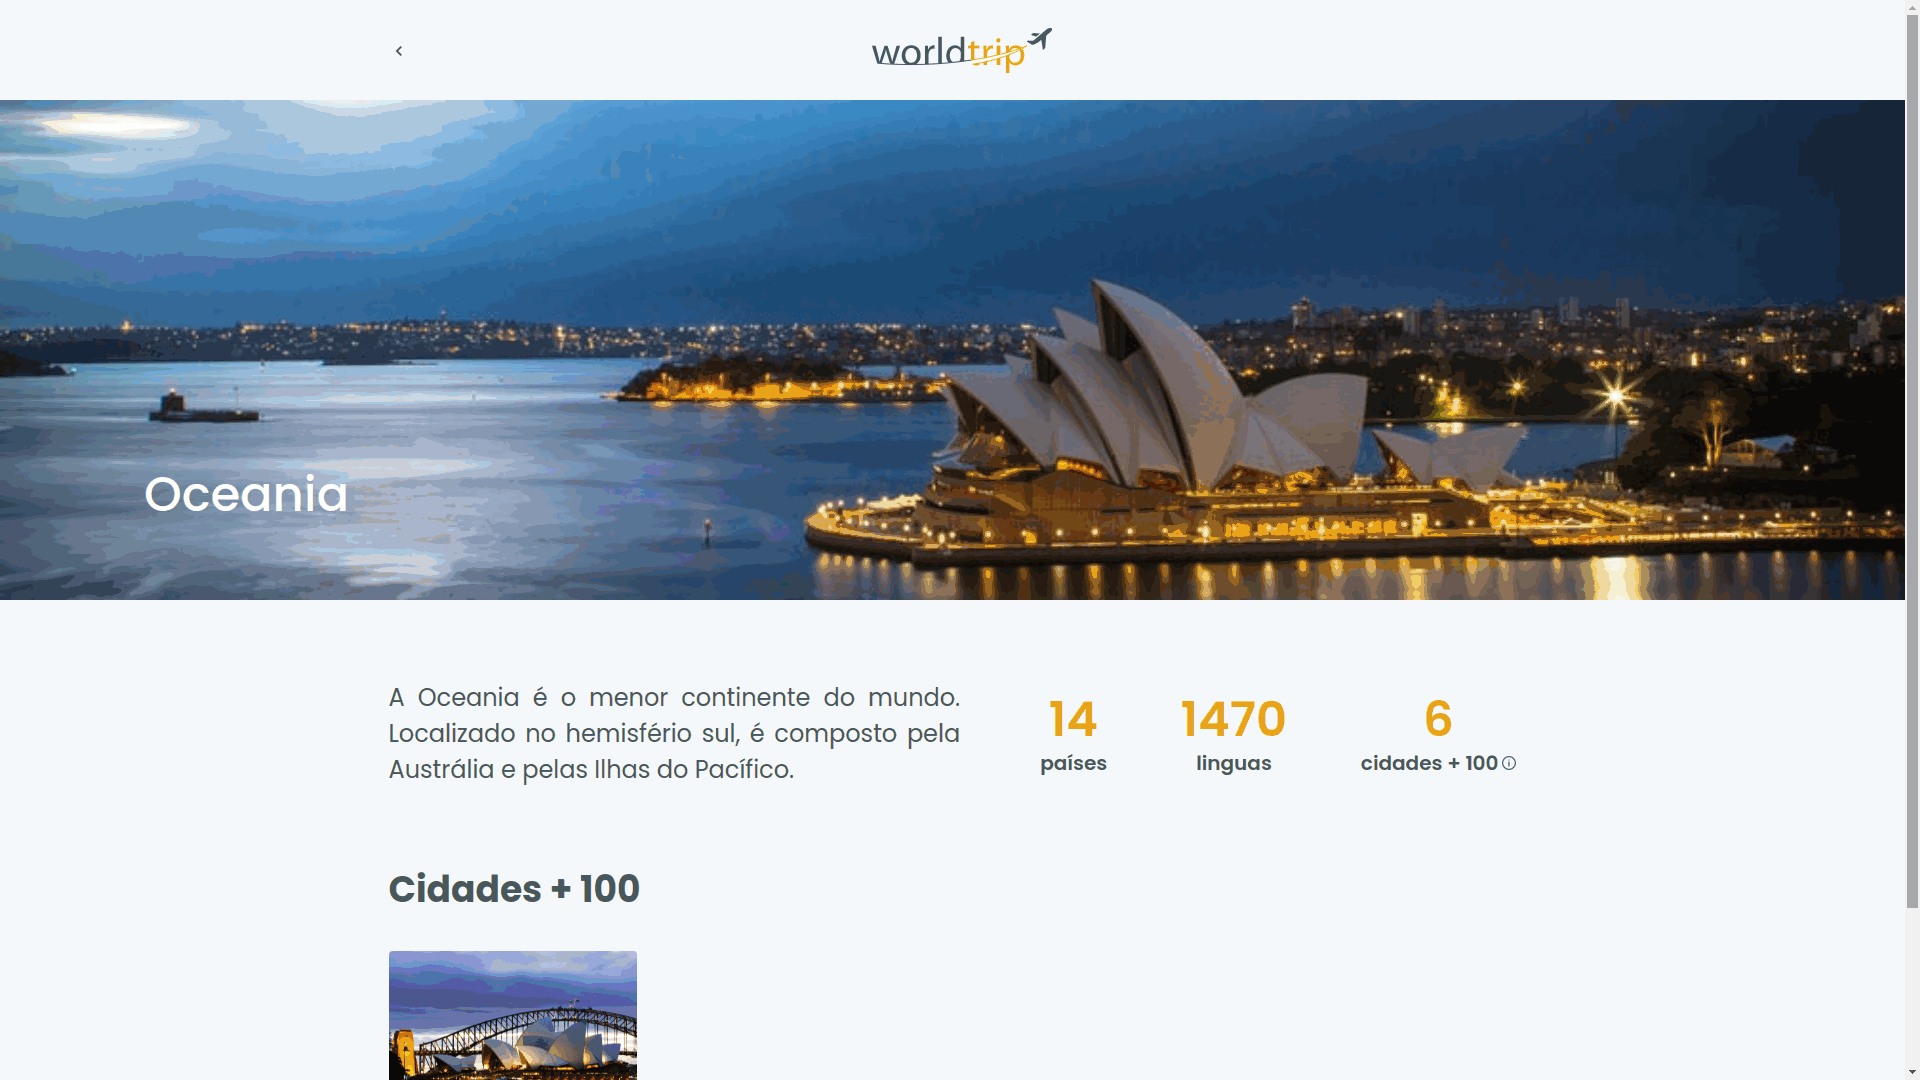 worldtrip
Oceania
A Oceania é o menor continente do mundo.
Localizado no hemisfério sul, é composto pela
Austrália e pelas Ilhas do Pacífico.
14
países
1470
linguas
6
cidades + 100
Cidades + 100